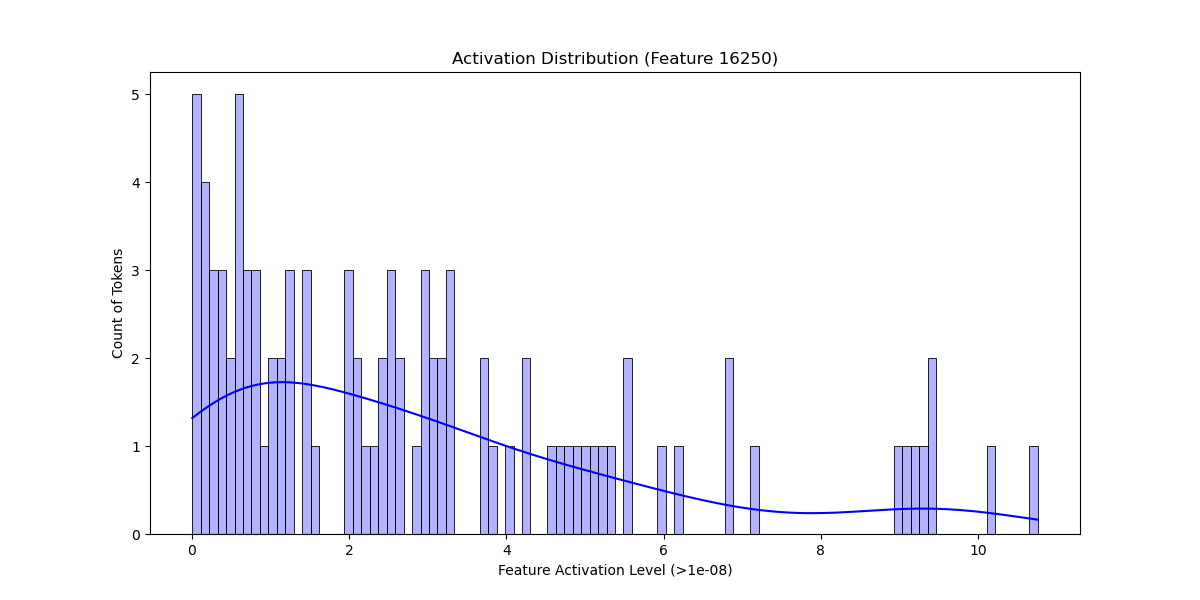 Activation Distribution (Feature 16250)
Count of Tokens
5
4
3
2
1
0
0 2 4 6 8 10
Feature Activation Level (>1e-08)